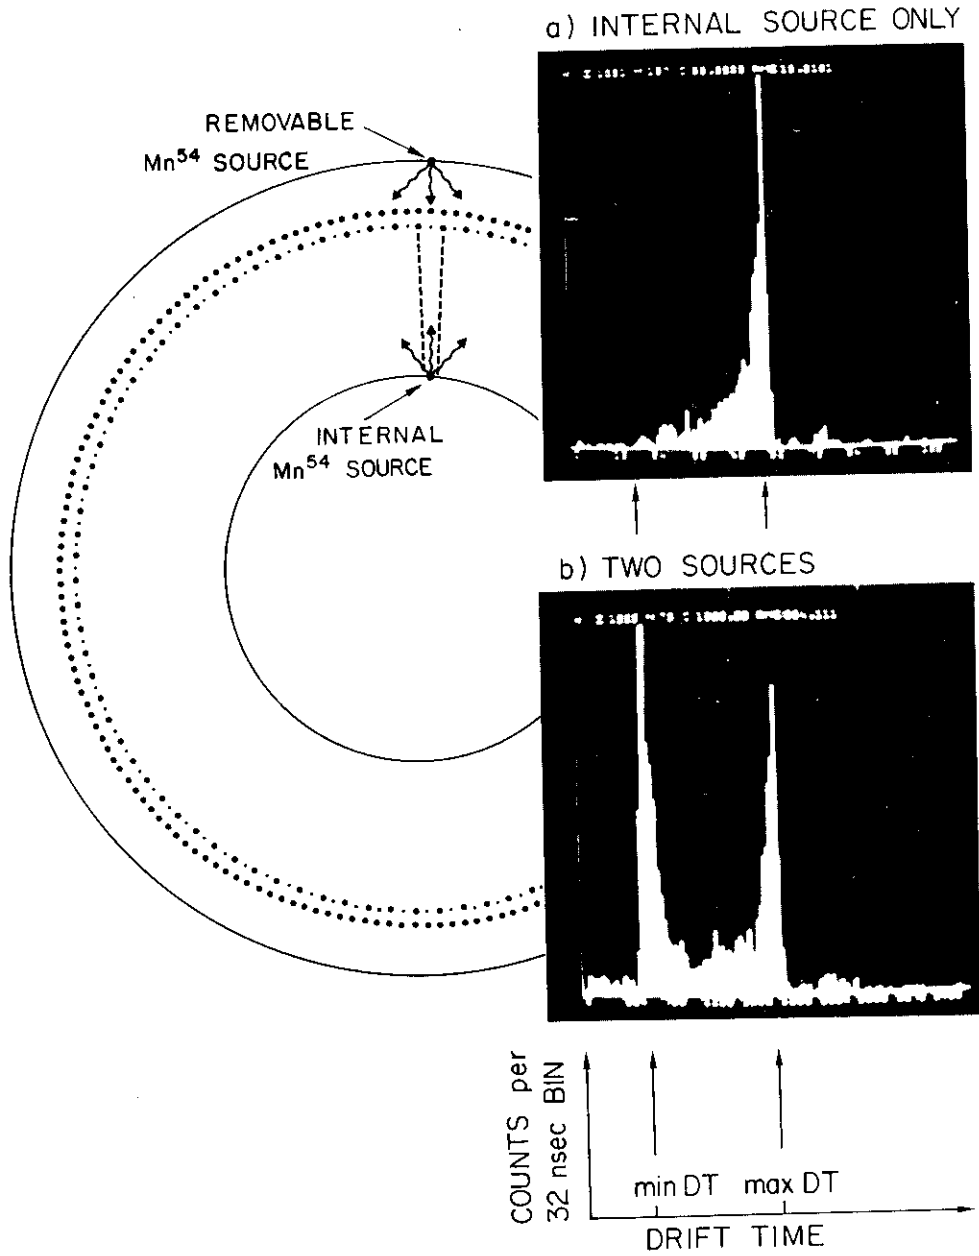 a) INTERNAL SOURCE ONLY
REMOVABLE
Mn54 SOURCE
INTERNAL
Mn54 SOURCE
b) TWO SOURCES
COUNTS per
32 nsec BIN
min DT
max DT
DRIFT TIME